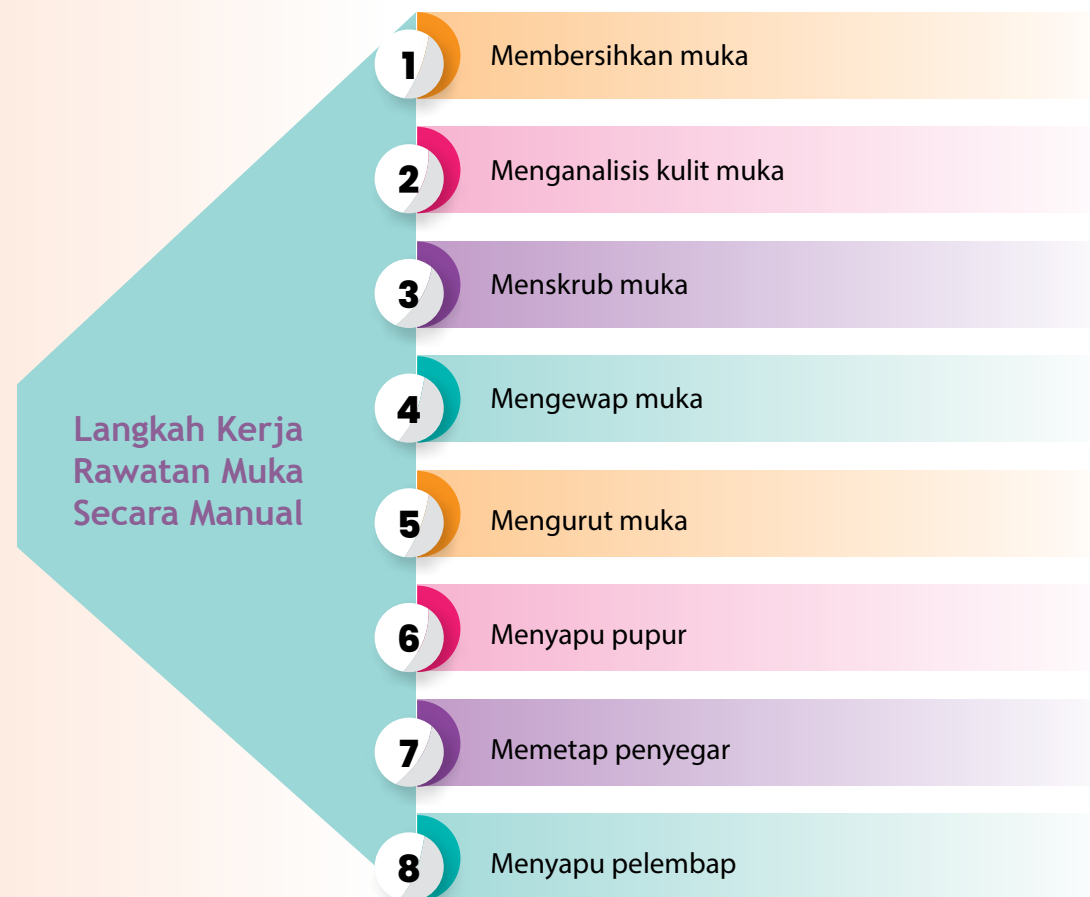 Langkah Kerja
Rawatan Muka
Secara Manual
1 Membersihkan muka
2 Menganalisis kulit muka
3 Menskrub muka
4 Mengewap muka
5 Mengurut muka
6 Menyapu pupur
7 Memetap penyegar
8 Menyapu pelembap